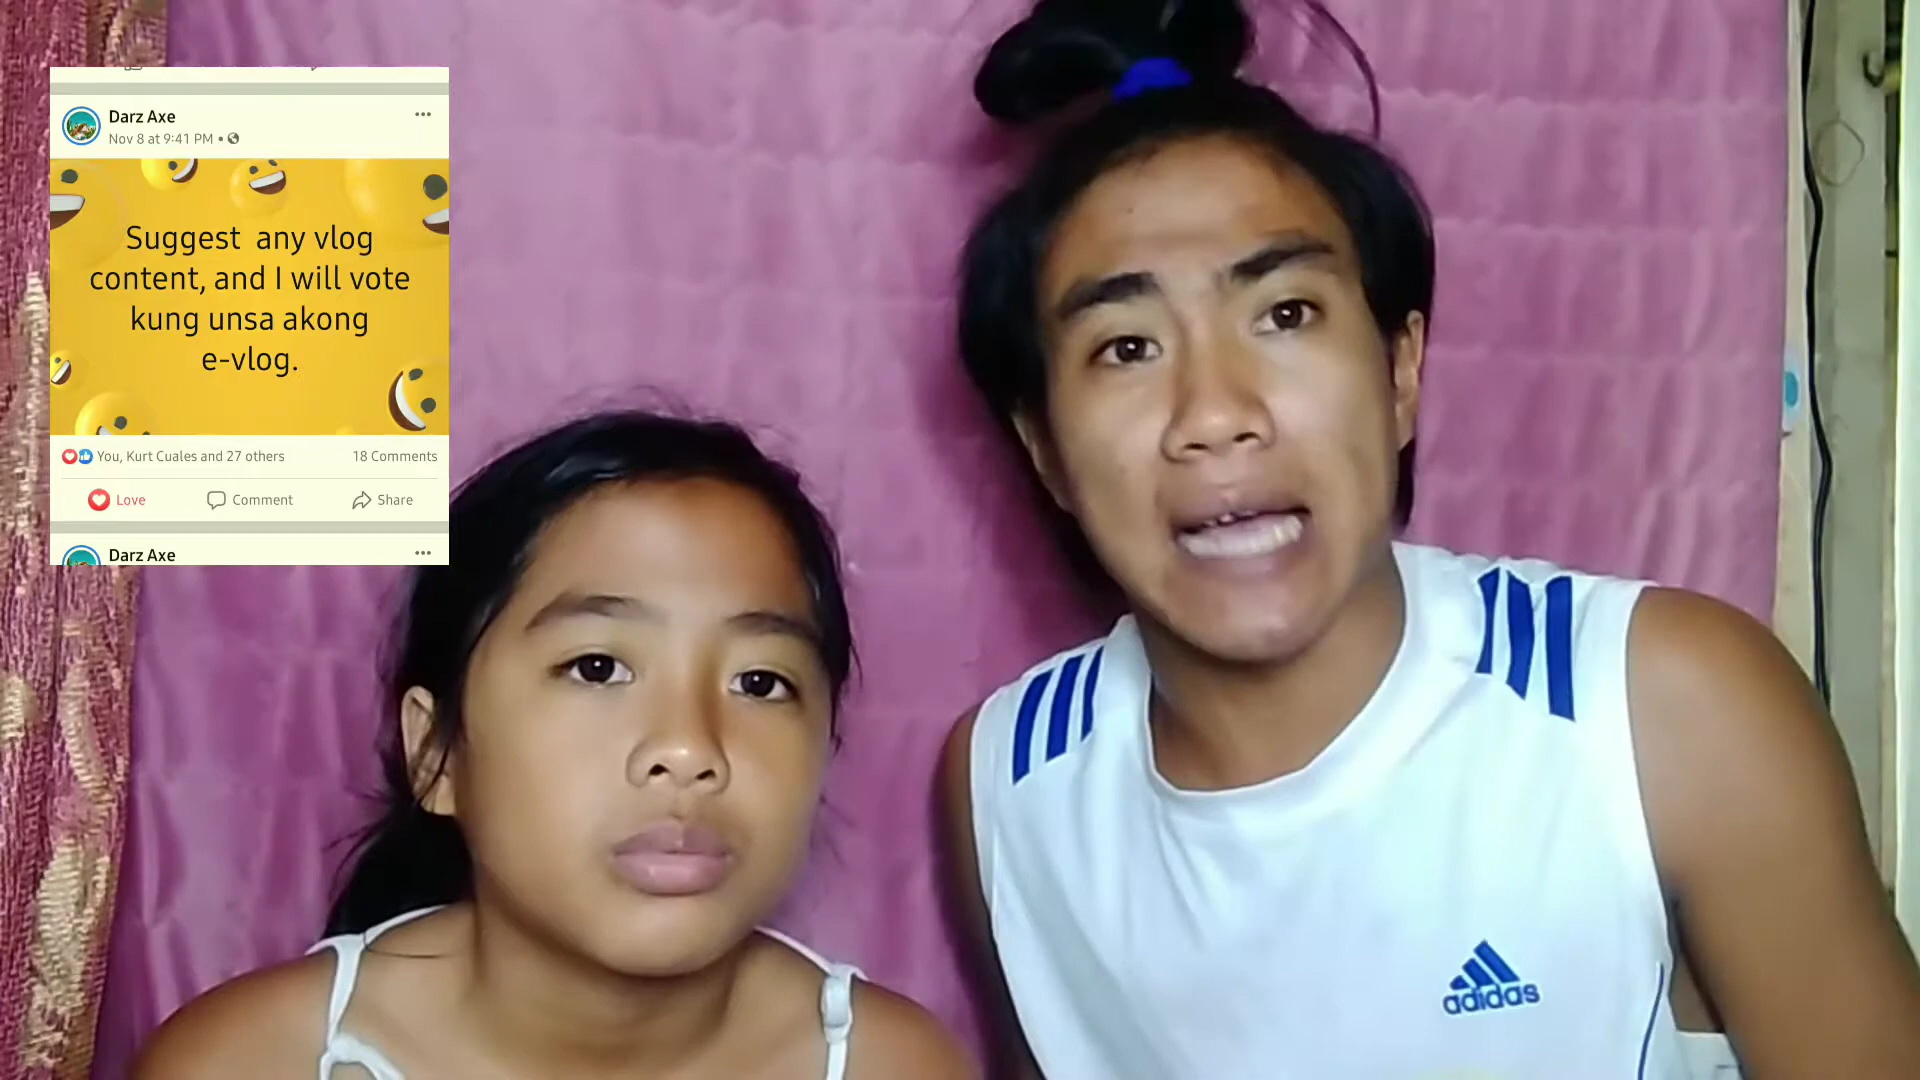 Darz Axe
Nov 8 at 9:41 PM
Suggest any vlog
content, and I will vote
kung unsa akong
e-vlog.
You, Kurt Cuales and 27 others
18 Comments
Love
Comment
Share
Darz Axe
adidas